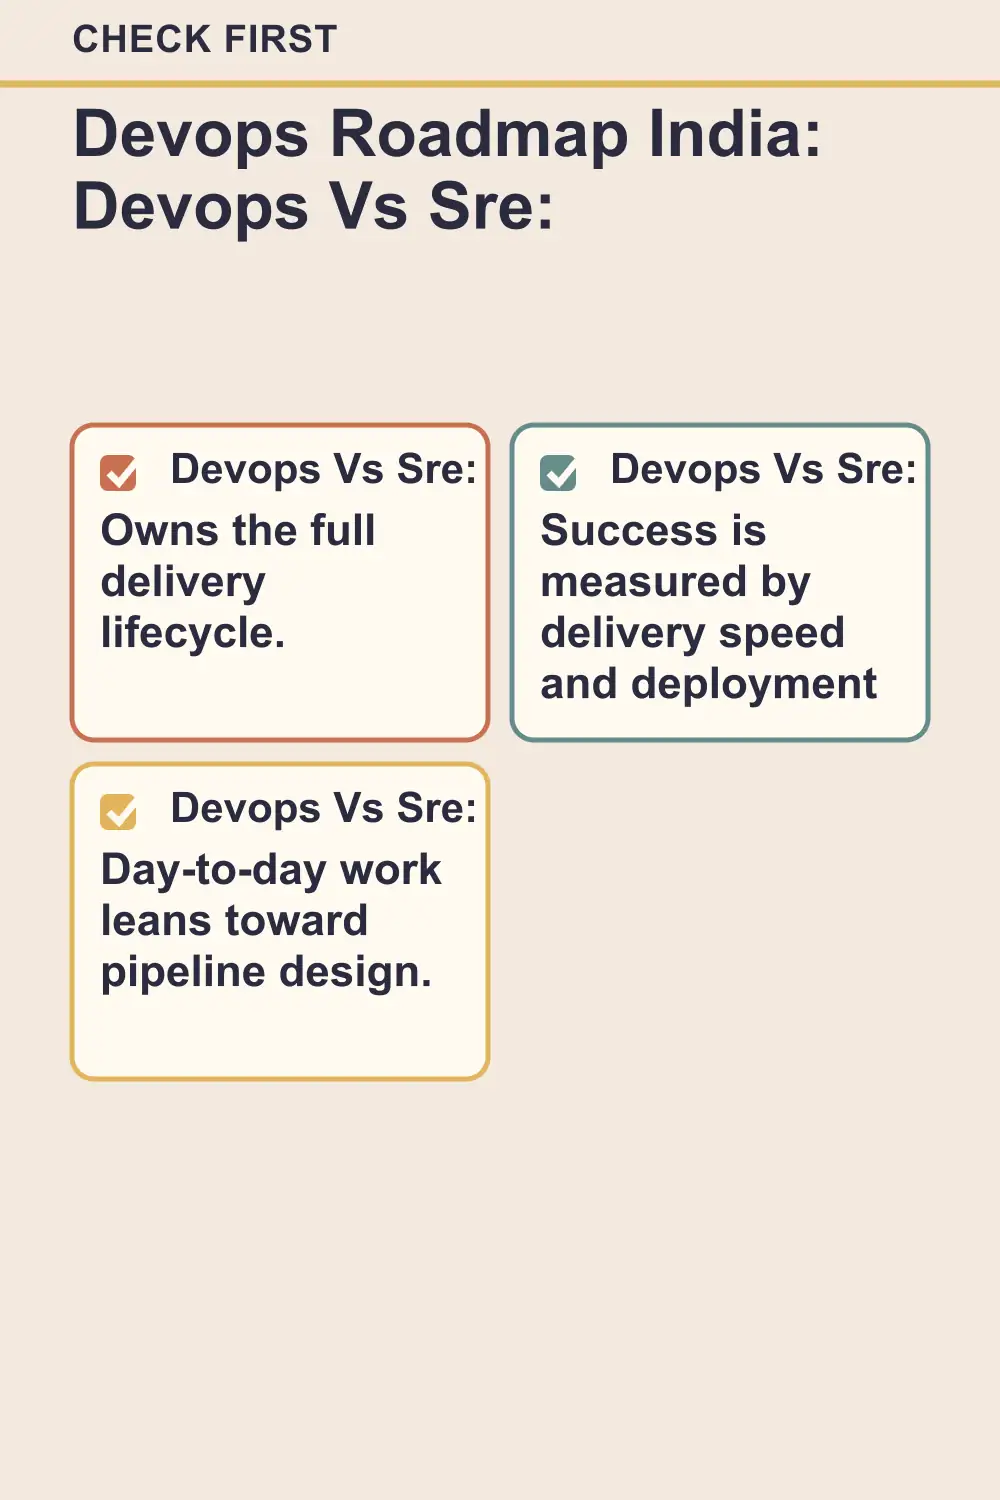 CHECK FIRST
Devops Roadmap India:
Devops Vs Sre:
Devops Vs Sre:
Owns the full
delivery
lifecycle.
Devops Vs Sre:
Success is
measured by
delivery speed
and deployment
Devops Vs Sre:
Day-to-day work
leans toward
pipeline design.